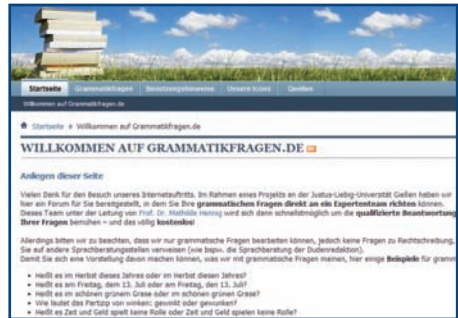 Startseite Grammatikfragen Benutzungshinweise Unsere Icons Quellen
Willkommen auf Grammatikfragen.de
Startseite Willkommen auf Grammatikfragen.de
WILLKOMMEN AUF GRAMMATIKFRAGEN.DE
Anliegen dieser Seite
Vielen Dank für den Besuch unseres Internetauftritts. Im Rahmen eines Projekts an der Justus-Liebig-Universität Gießen haben wir
hier ein Forum für Sie bereitgestellt, in dem Sie Ihre grammatischen Fragen direkt an ein Expertenteam richten können.
Dieses Team unter der Leitung von Prof. Dr. Mathilde Hennig wird sich dann schnellstmöglich um die qualifizierte Beantwortung
Ihrer Fragen bemühen – und das völlig kostenlos!
Allerdings bitten wir zu beachten, dass wir nur grammatische Fragen bearbeiten können, jedoch keine Fragen zu Rechtschreibung,
Sie auf andere Sprachberatungsstellen verweisen (wie bspw. die Sprachberatung der Dudenredaktion).
Damit Sie sich eine Vorstellung davon machen können, was wir mit grammatischen Fragen meinen, hier einige Beispiele für gramm
• Heißt es im Herbst dieses Jahres oder im Herbst diesen Jahres?
• Heißt es am Freitag, dem 13. Juli oder am Freitag, den 13. Juli?
• Heißt es im schönen grünem Grase oder im schönen grünen Gras?
• Wie lautet das Partizip von winken: gewinkt oder gewunken?
• Heißt es Zeit und Geld spielt keine Rolle oder Zeit und Geld spielen keine Rolle?